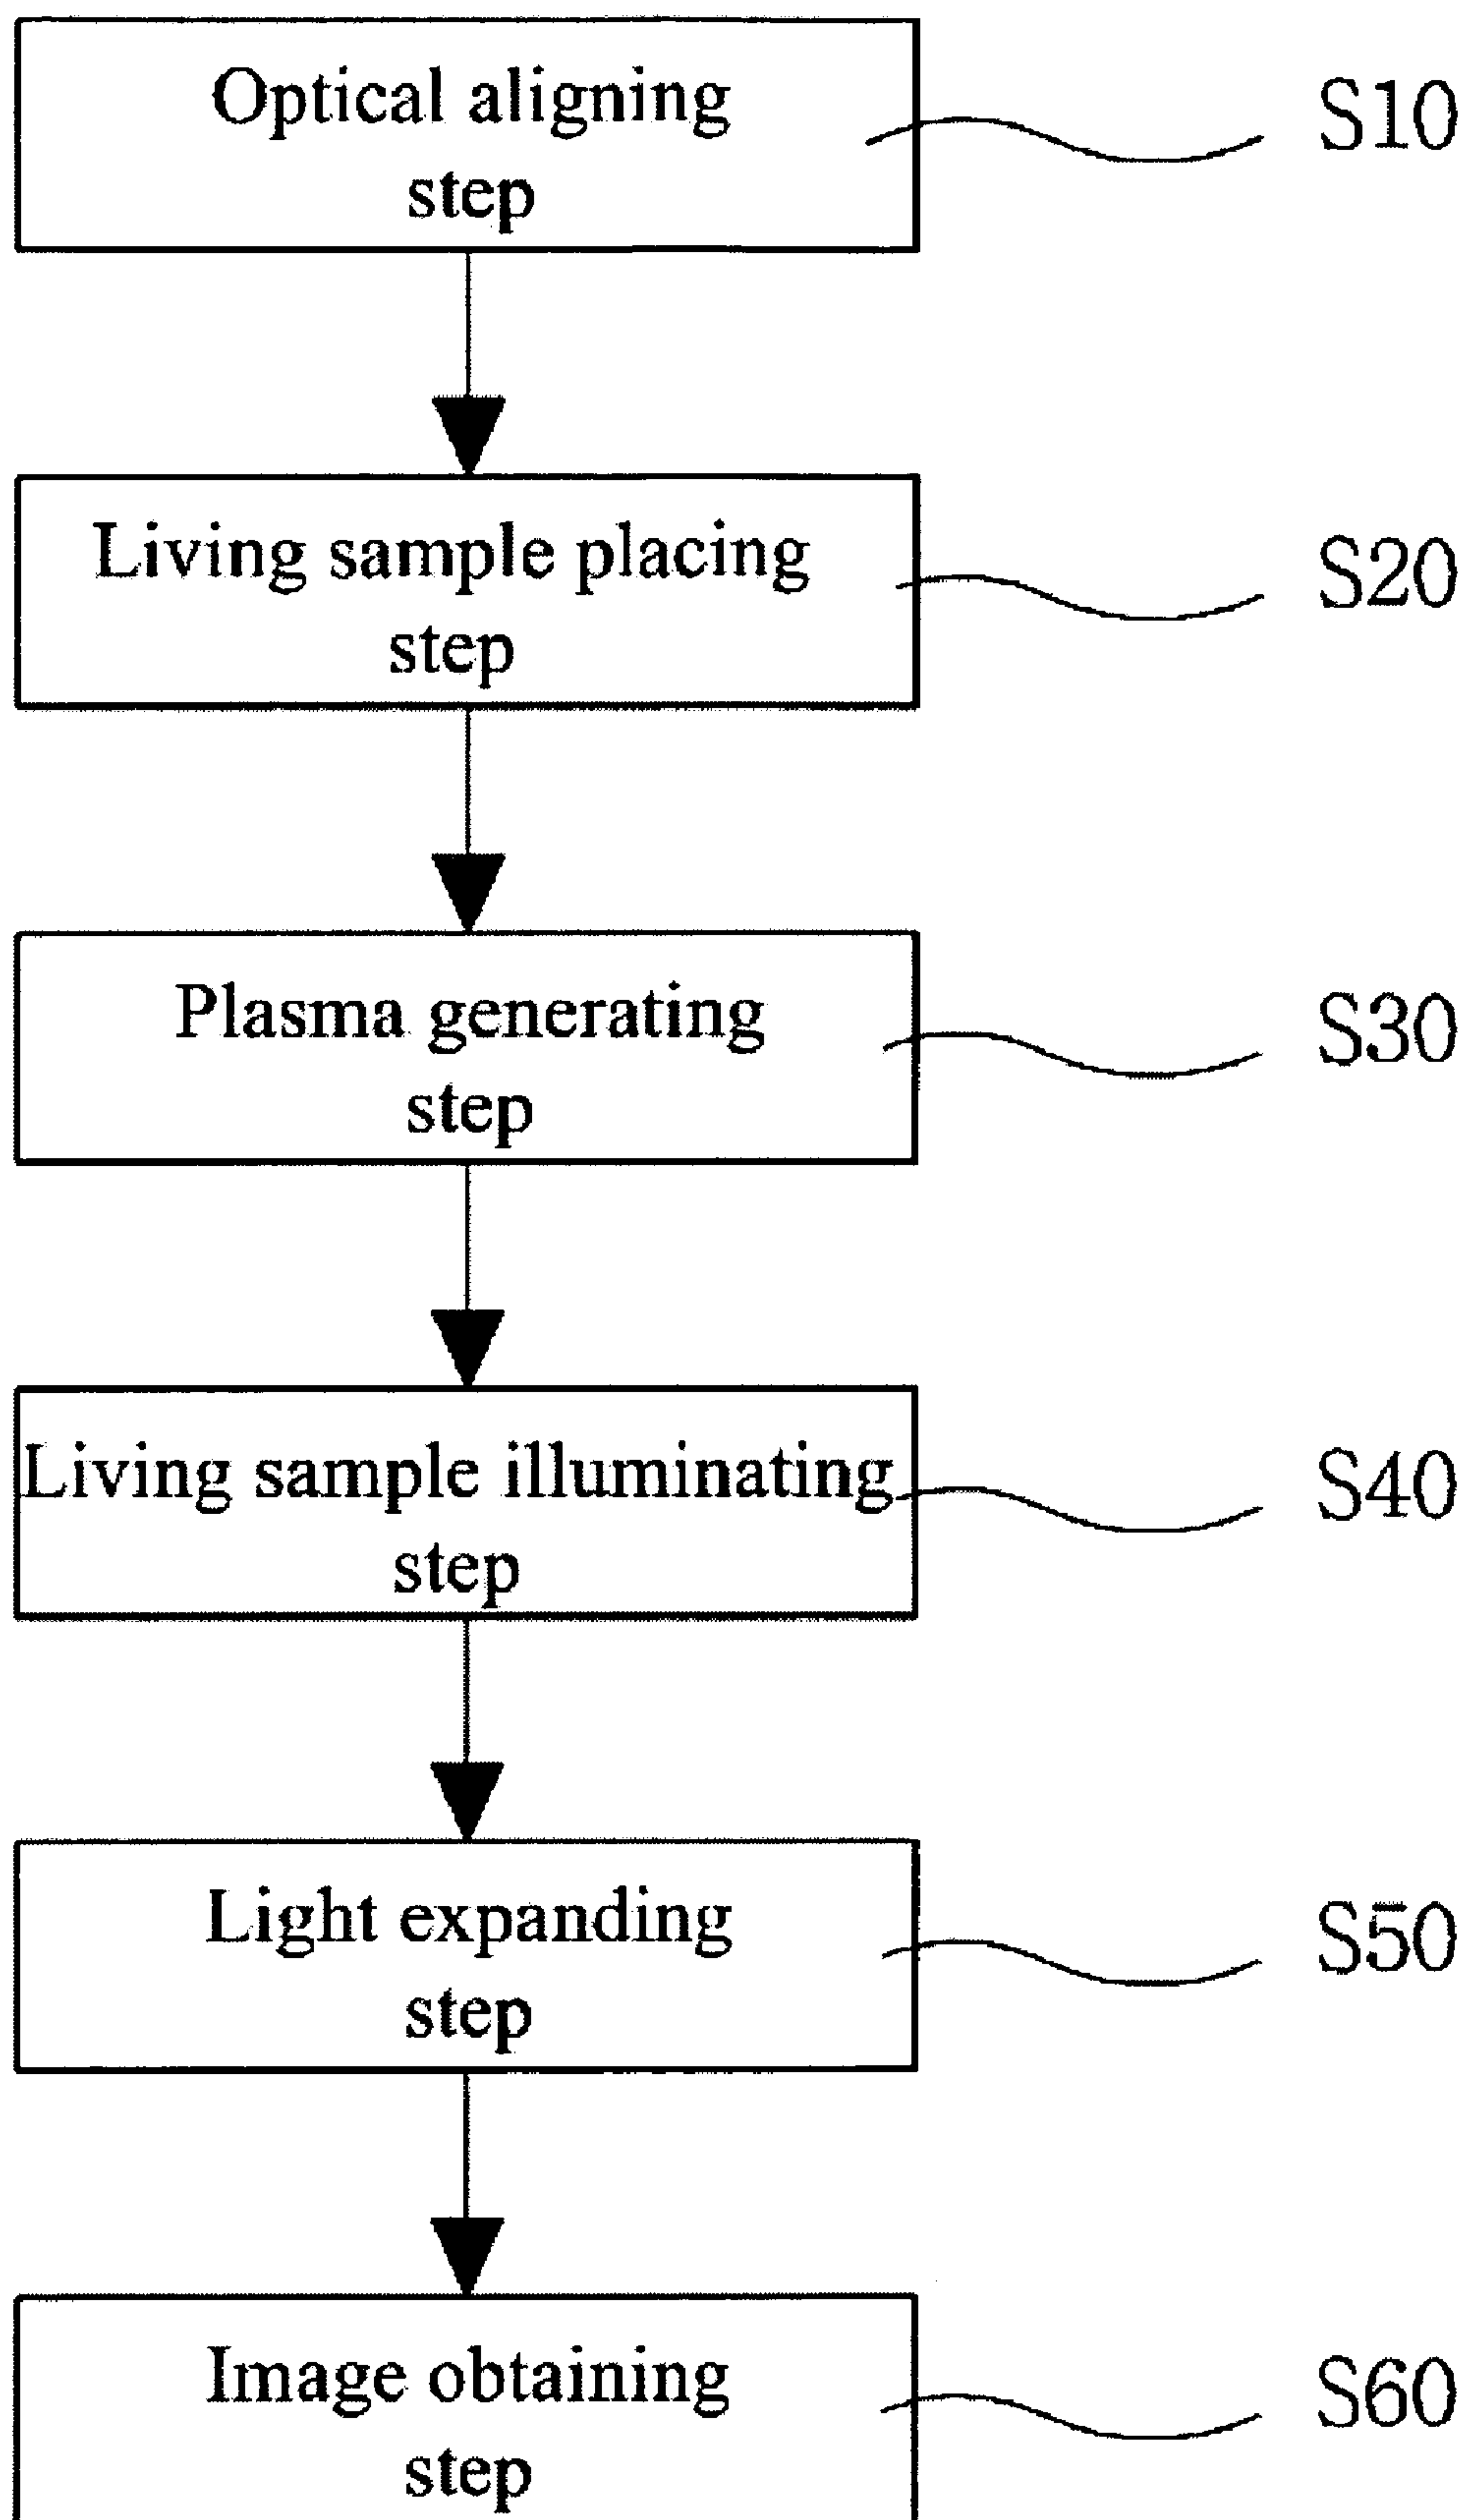 Optical aligning
step
S10
Living sample placing
step
S20
Plasma generating
step
S30
Living sample illuminating
step
S40
Light expanding
step
S50
Image obtaining
step
S60